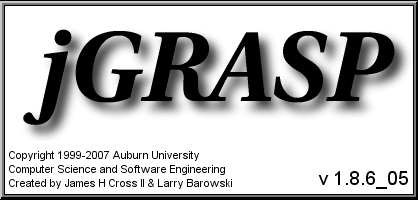 jGRASP
Copyright 1999-2007 Auburn University
Computer Science and Software Engineering
Created by James H Cross II & Larry Barowski
v 1.8.6_05